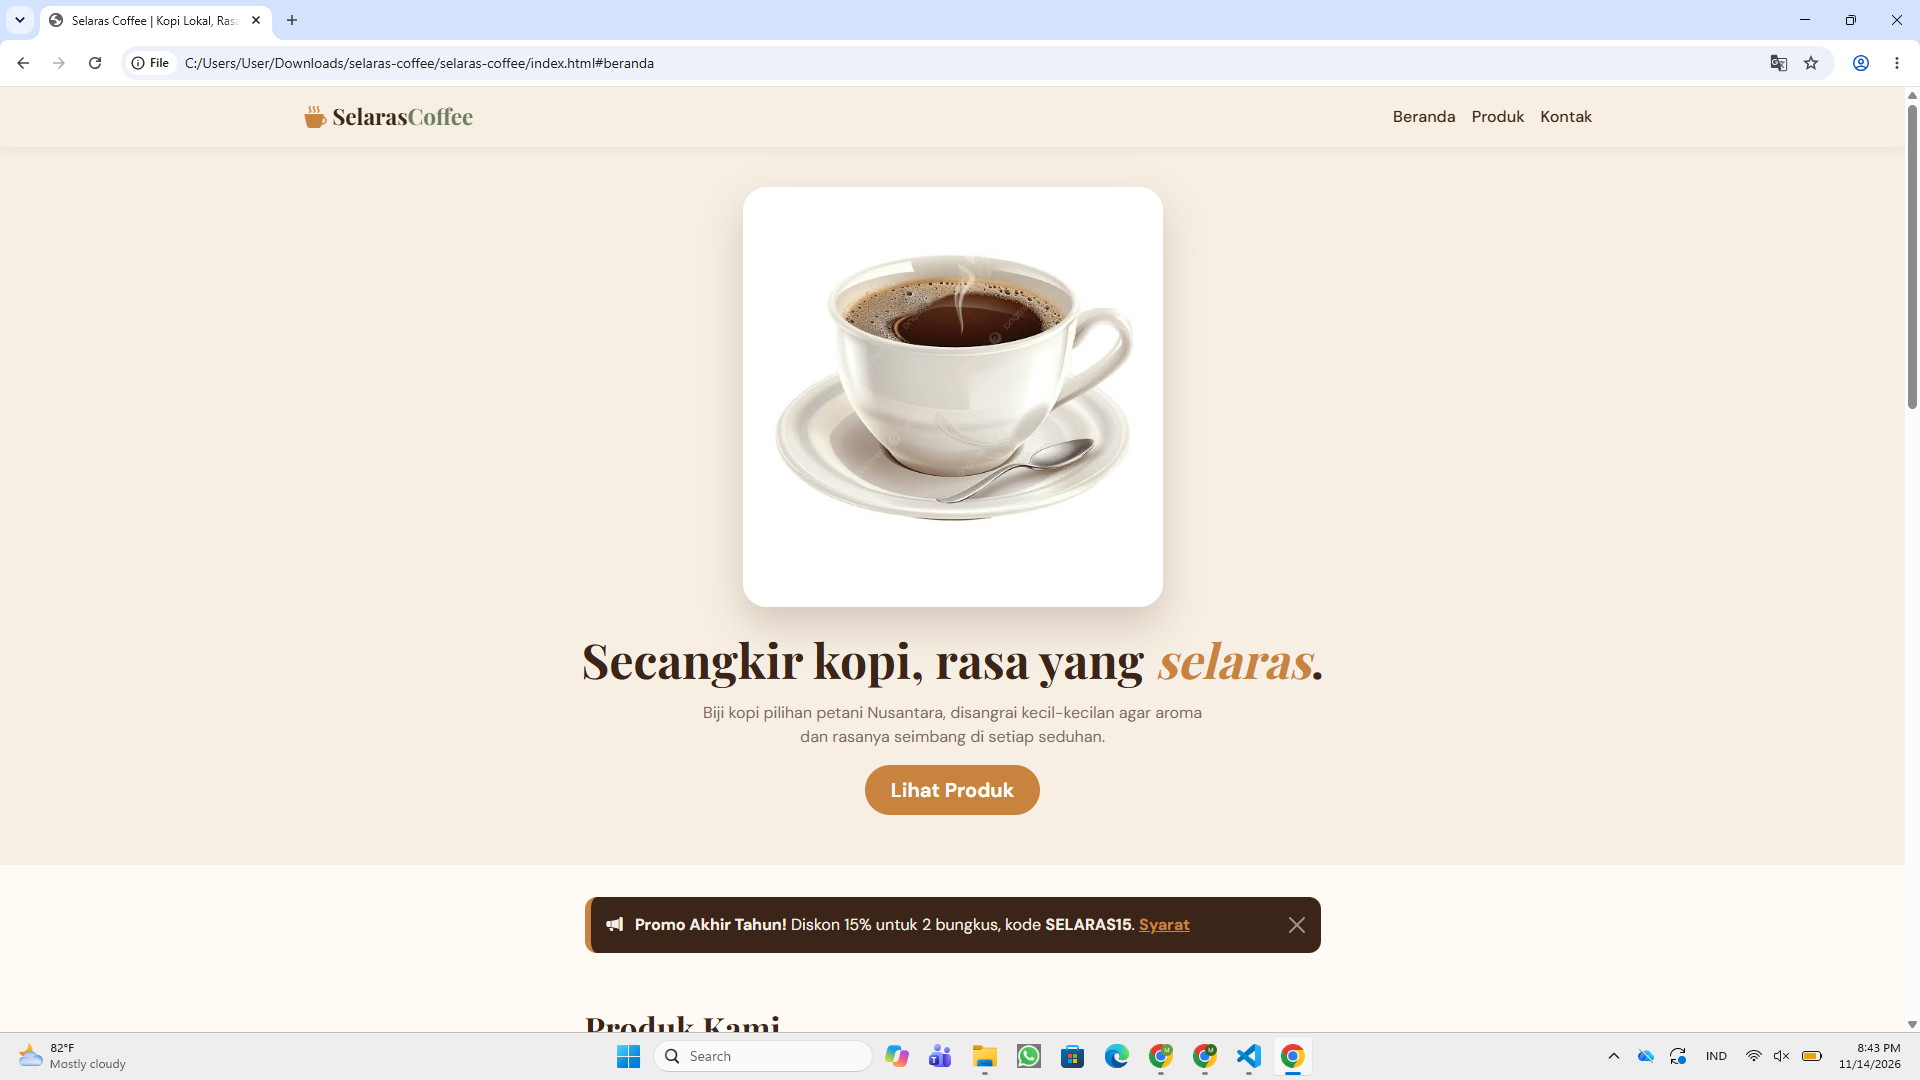 Selaras Coffee | Kopi Lokal, Rasa
File
C:/Users/User/Downloads/selaras-coffee/selaras-coffee/index.html#beranda
SelarasCoffee
Beranda Produk Kontak
Secangkir kopi, rasa yang selaras.
Biji kopi pilihan petani Nusantara, disangrai kecil-kecilan agar aroma
dan rasanya seimbang di setiap seduhan.
Lihat Produk
Promo Akhir Tahun! Diskon 15% untuk 2 bungkus, kode SELARAS15. Syarat
Produk Kami
82°F
Mostly cloudy
Search
IND
8:43 PM
11/14/2026